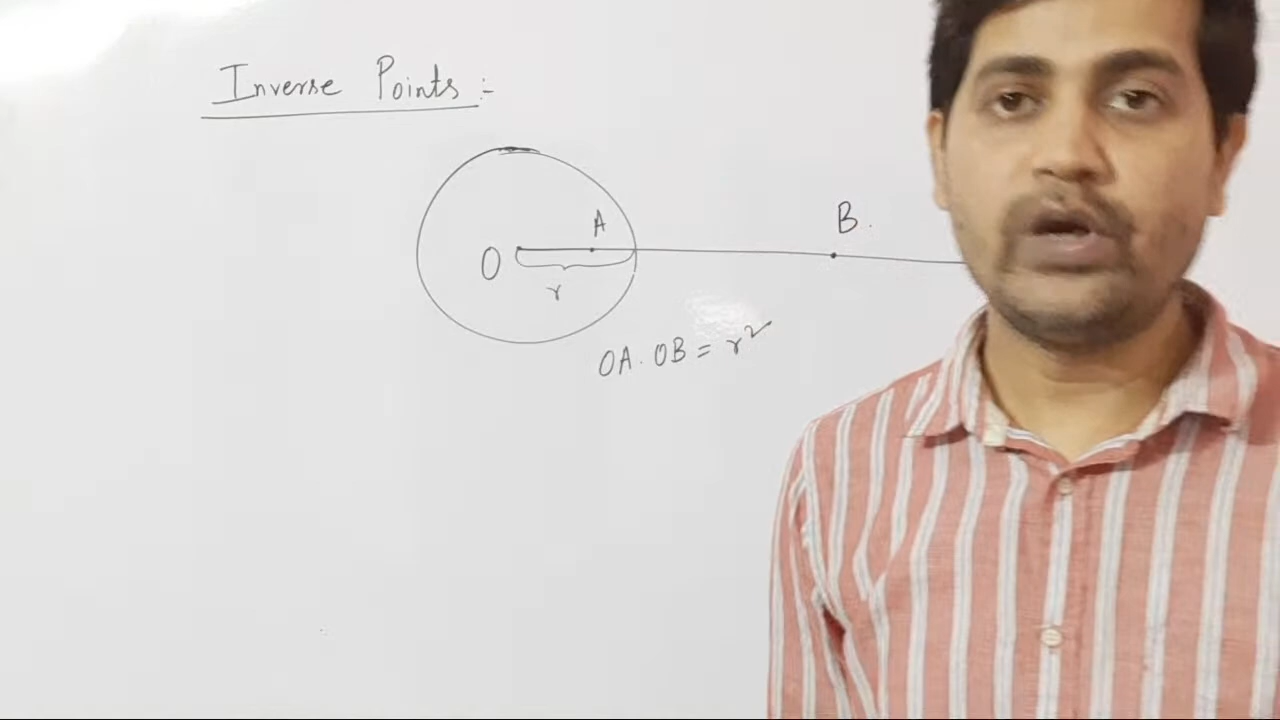 Inverse Points :-
A
B.
O
r
OA . OB = r²